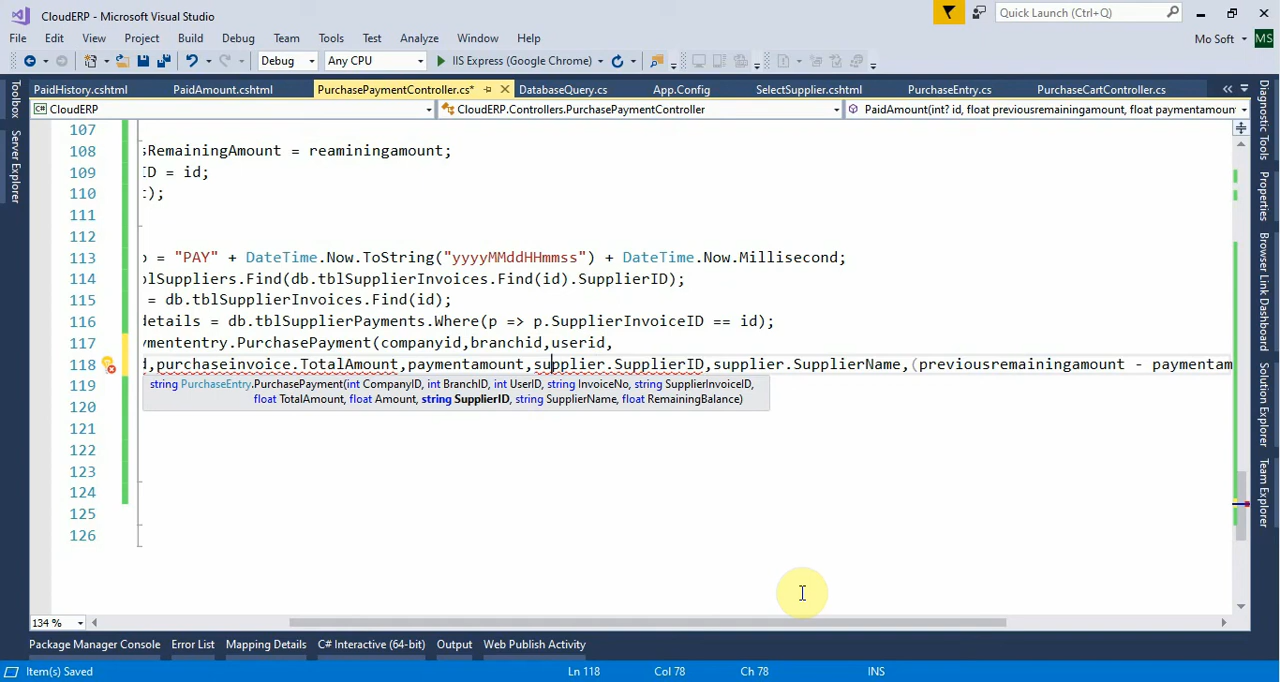 CloudERP - Microsoft Visual Studio
Quick Launch (Ctrl+Q)
File Edit View Project Build Debug Team Tools Test Analyze Window Help
Mo Soft MS
Debug Any CPU IIS Express (Google Chrome)
PaidHistory.cshtml PaidAmount.cshtml PurchasePaymentController.cs* DatabaseQuery.cs App.Config SelectSupplier.cshtml PurchaseEntry.cs PurchaseCartController.cs
CloudERP CloudERP.Controllers.PurchasePaymentController PaidAmount(int? id, float previousremainingamount, float paymentamoun
Toolbox
Server Explorer
Diagnostic Tools
Properties
Browser Link Dashboard
Solution Explorer
Team Explorer
107
108 sRemainingAmount = reaminingamount;
109 ID = id;
110 );
111
112
113 o = "PAY" + DateTime.Now.ToString("yyyyMMddHHmmss") + DateTime.Now.Millisecond;
114 blSuppliers.Find(db.tblSupplierInvoices.Find(id).SupplierID);
115 = db.tblSupplierInvoices.Find(id);
116 details = db.tblSupplierPayments.Where(p => p.SupplierInvoiceID == id);
117 ymententry.PurchasePayment(companyid,branchid,userid,
118 d,purchaseinvoice.TotalAmount,paymentamount,supplier.SupplierID,supplier.SupplierName,(previousremainingamount - paymentam
119 string PurchaseEntry.PurchasePayment(int CompanyID, int BranchID, int UserID, string InvoiceNo, string SupplierInvoiceID,
float TotalAmount, float Amount, string SupplierID, string SupplierName, float RemainingBalance)
120
121
122
123
124
125
126
134 %
Package Manager Console Error List Mapping Details C# Interactive (64-bit) Output Web Publish Activity
Item(s) Saved Ln 118 Col 78 Ch 78 INS